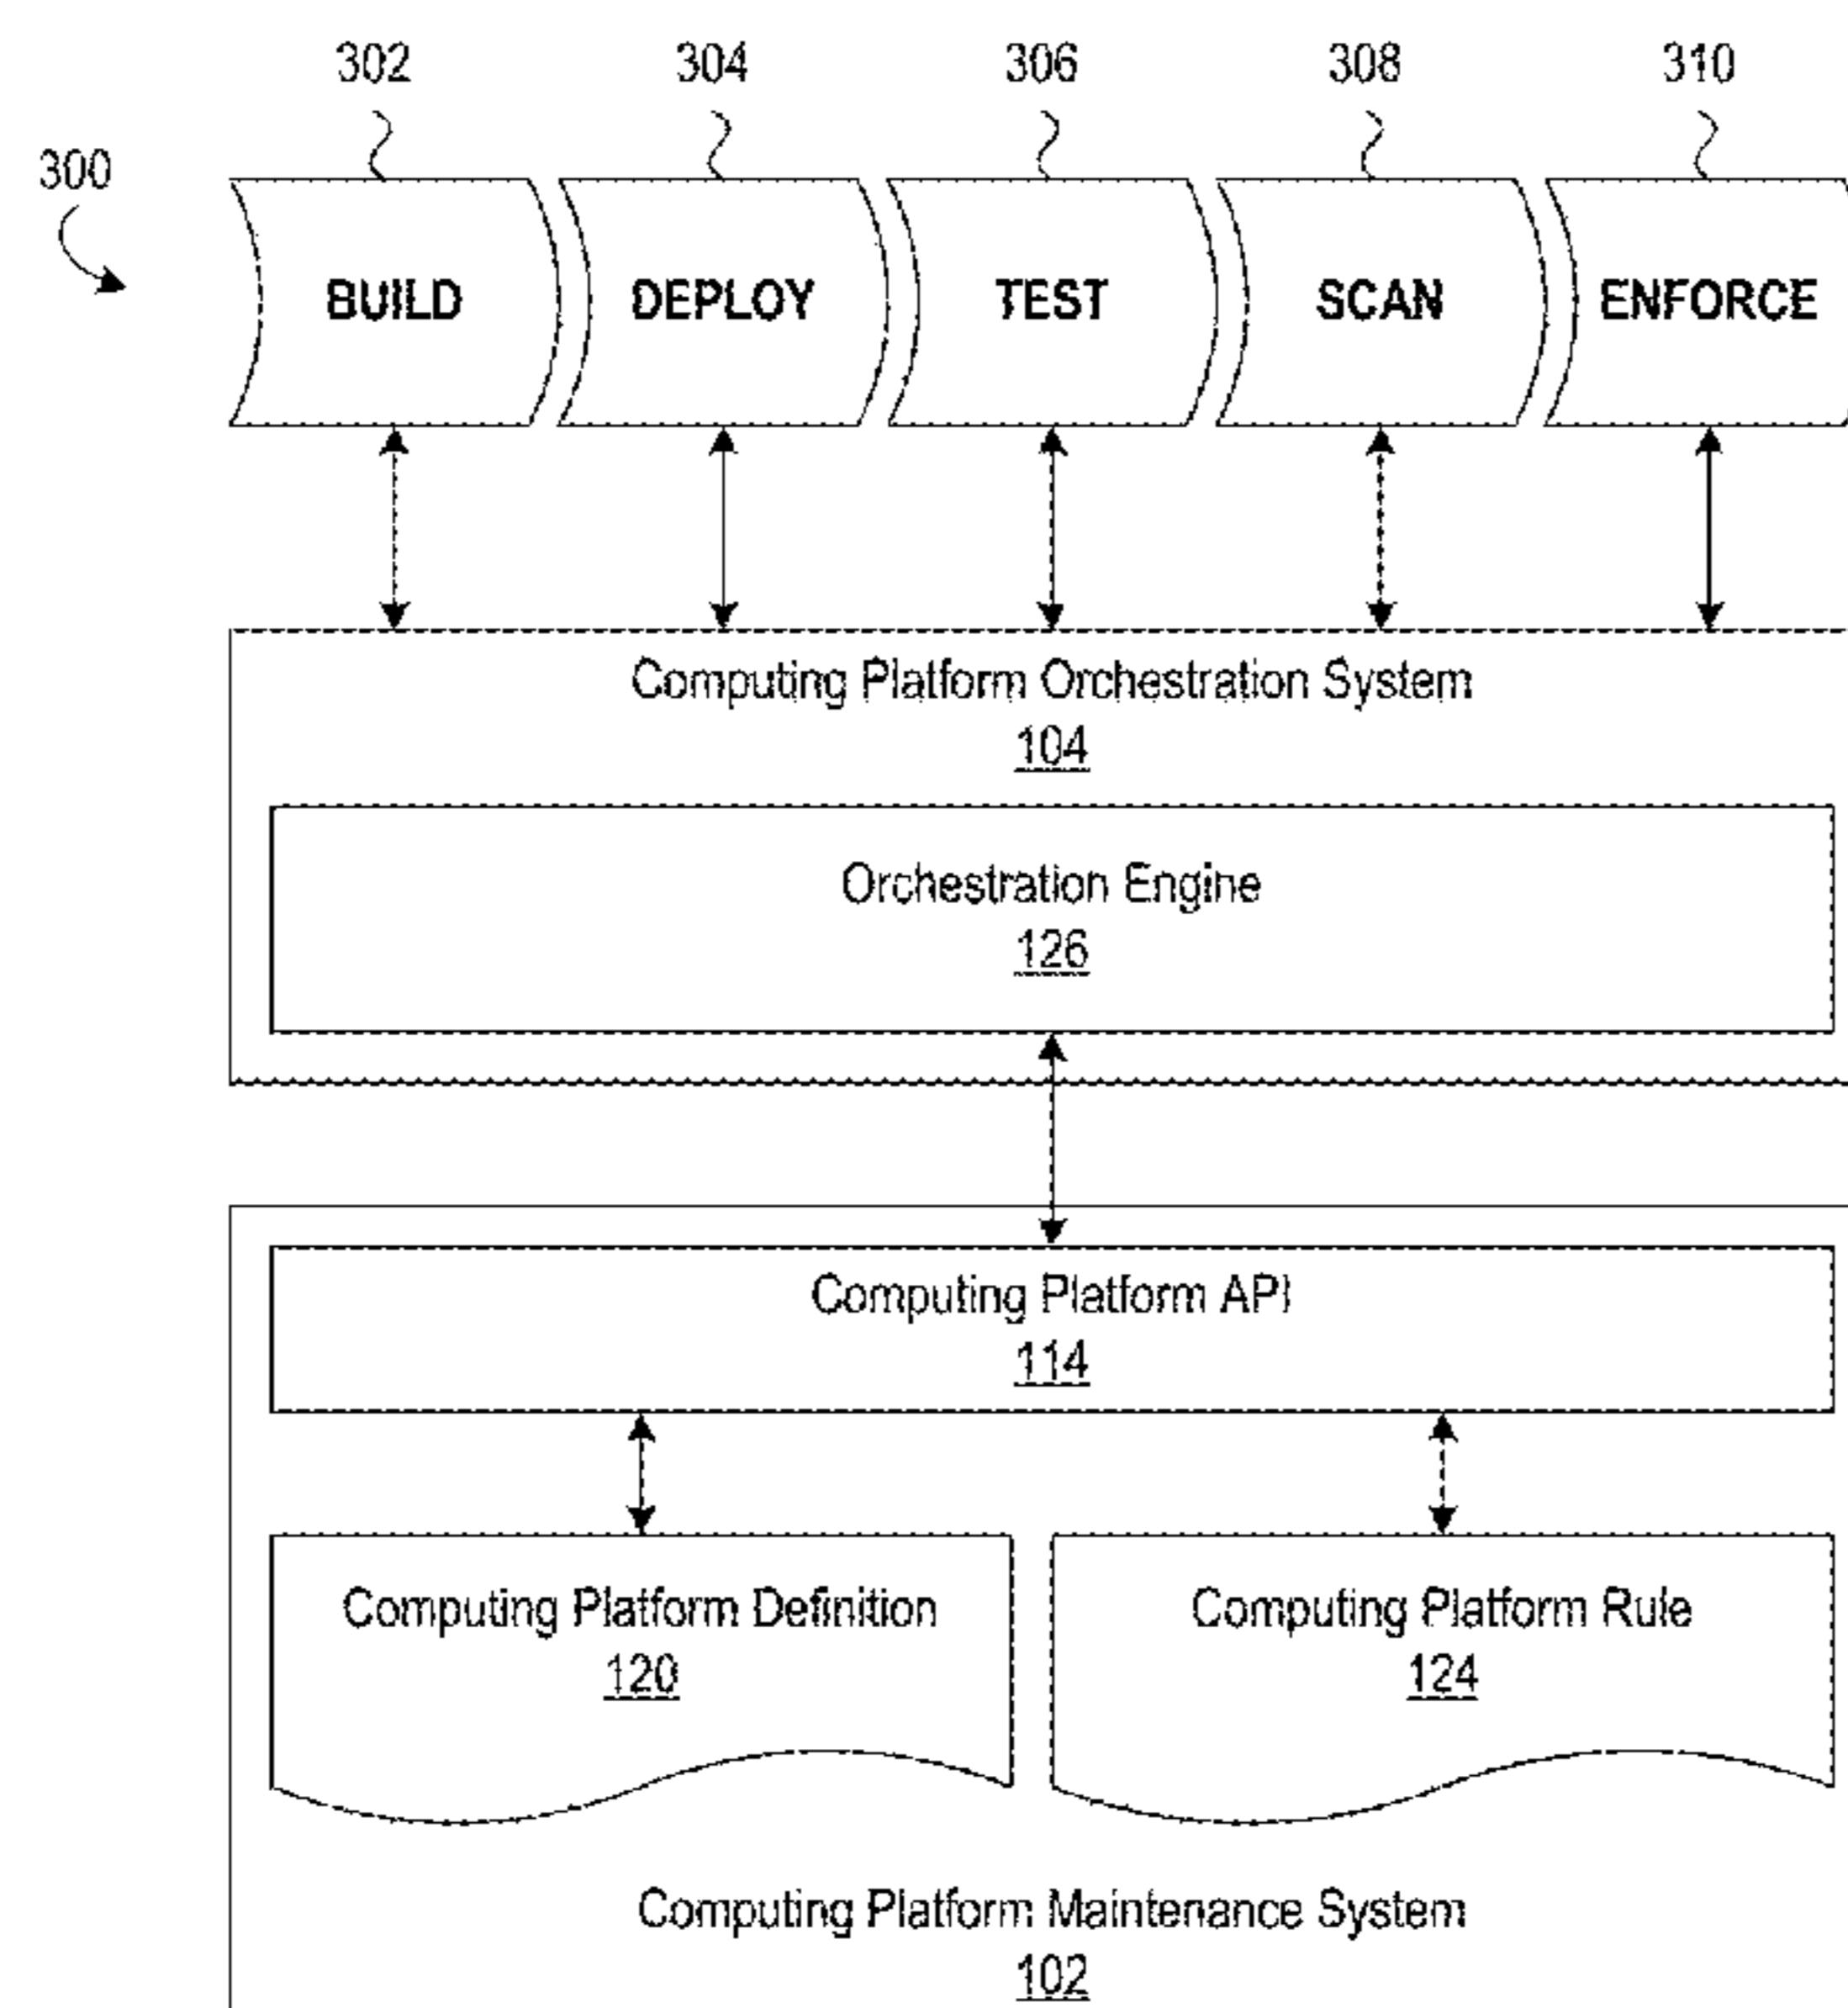 302 304 306 308 310
300
BUILD DEPLOY TEST SCAN ENFORCE
Computing Platform Orchestration System
104
Orchestration Engine
126
Computing Platform API
114
Computing Platform Definition
120
Computing Platform Rule
124
Computing Platform Maintenance System
102